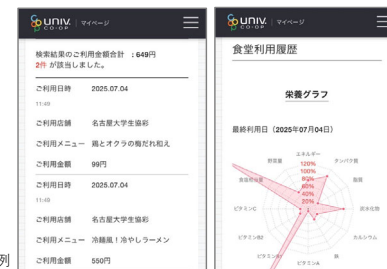 univ.
CO-OP
マイページ
検索結果のご利用金額合計 ：649円
2件 が該当しました。
ご利用日時 2025.07.04
11:49
ご利用店舗 名古屋大学生協彩
ご利用メニュー 鶏とオクラの梅だれ和え
ご利用金額 99円
ご利用日時 2025.07.04
11:49
ご利用店舗 名古屋大学生協彩
ご利用メニュー 冷麺風！冷やしラーメン
ご利用金額 550円
例
univ.
CO-OP
マイページ
食堂利用履歴
栄養グラフ
最終利用日（2025年07月04日）
エネルギー
野菜量
タンパク質
120%
100%
80%
60%
40%
20%
脂質
炭水化物
ビタミンC
カルシウム
ビタミンB2
鉄
ビタミンA